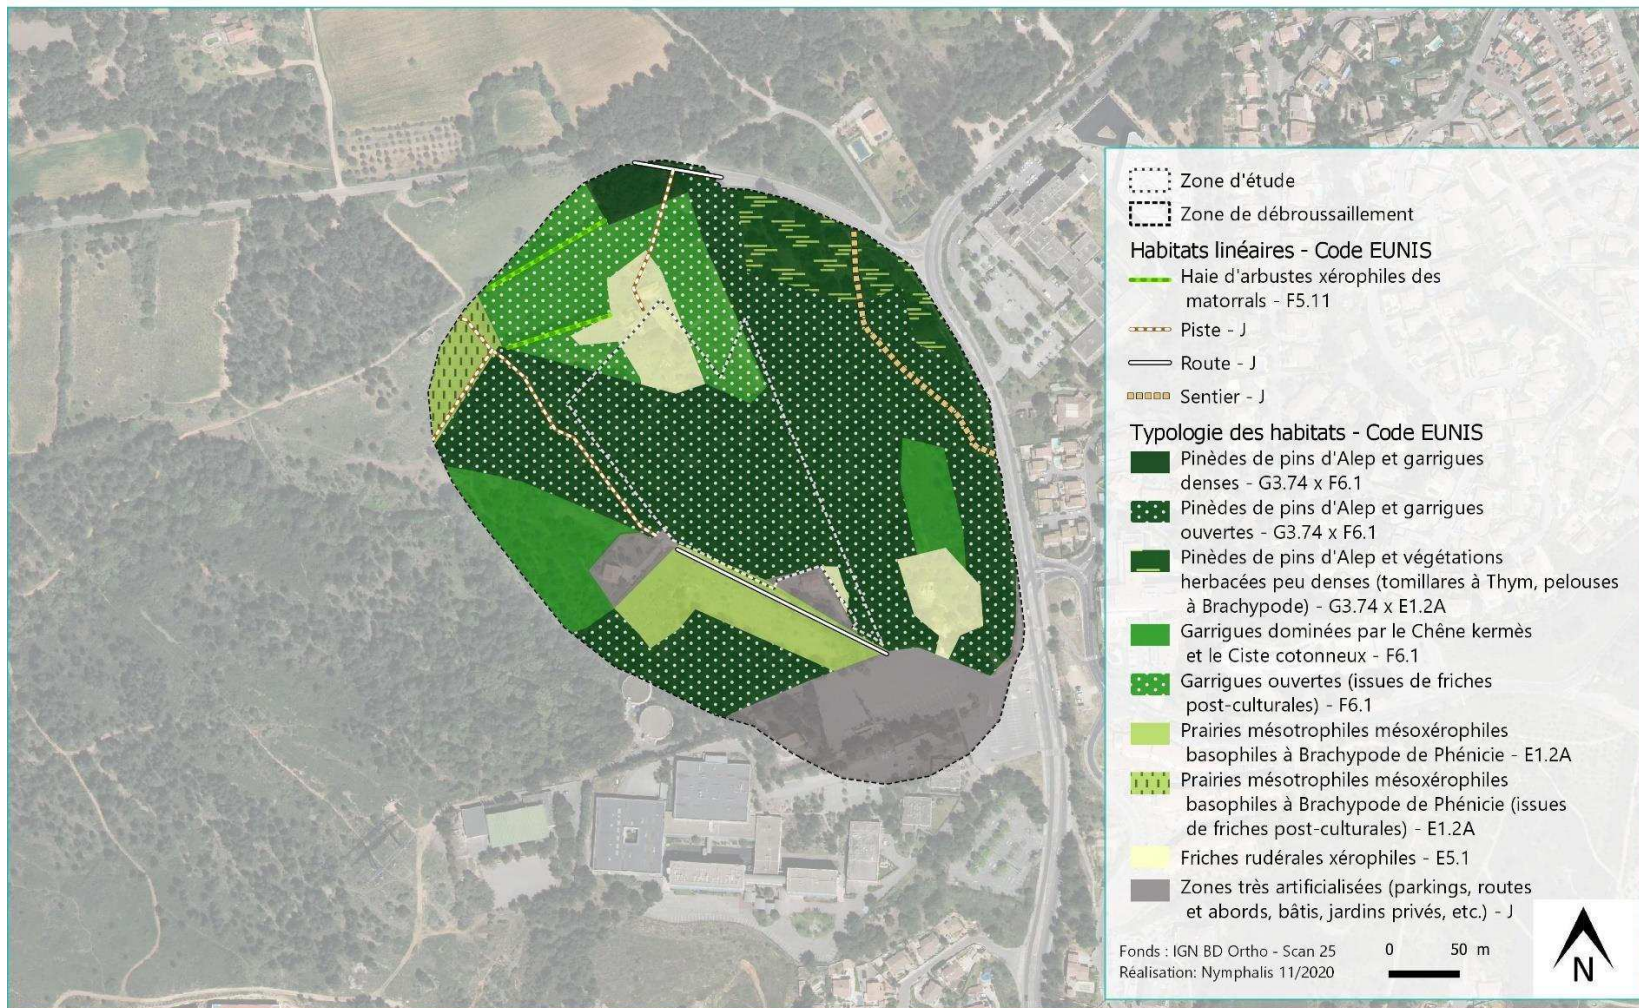 Zone d'étude
Zone de débroussaillement
Habitats linéaires - Code EUNIS
Haie d'arbustes xérophiles des
matorrals - F5.11
Piste - J
Route - J
Sentier - J
Typologie des habitats - Code EUNIS
Pinèdes de pins d'Alep et garrigues
denses - G3.74 x F6.1
Pinèdes de pins d'Alep et garrigues
ouvertes - G3.74 x F6.1
Pinèdes de pins d'Alep et végétations
herbacées peu denses (tomillares à Thym, pelouses
à Brachypode) - G3.74 x E1.2A
Garrigues dominées par le Chêne kermès
et le Ciste cotonneux - F6.1
Garrigues ouvertes (issues de friches
post-culturales) - F6.1
Prairies mésotrophiles mésoxérophiles
basophiles à Brachypode de Phénicie - E1.2A
Prairies mésotrophiles mésoxérophiles
basophiles à Brachypode de Phénicie (issues
de friches post-culturales) - E1.2A
Friches rudérales xérophiles - E5.1
Zones très artificialisées (parkings, routes
et abords, bâtis, jardins privés, etc.) - J
Fonds : IGN BD Ortho - Scan 25
Réalisation: Nymphalis 11/2020
0 50 m
N